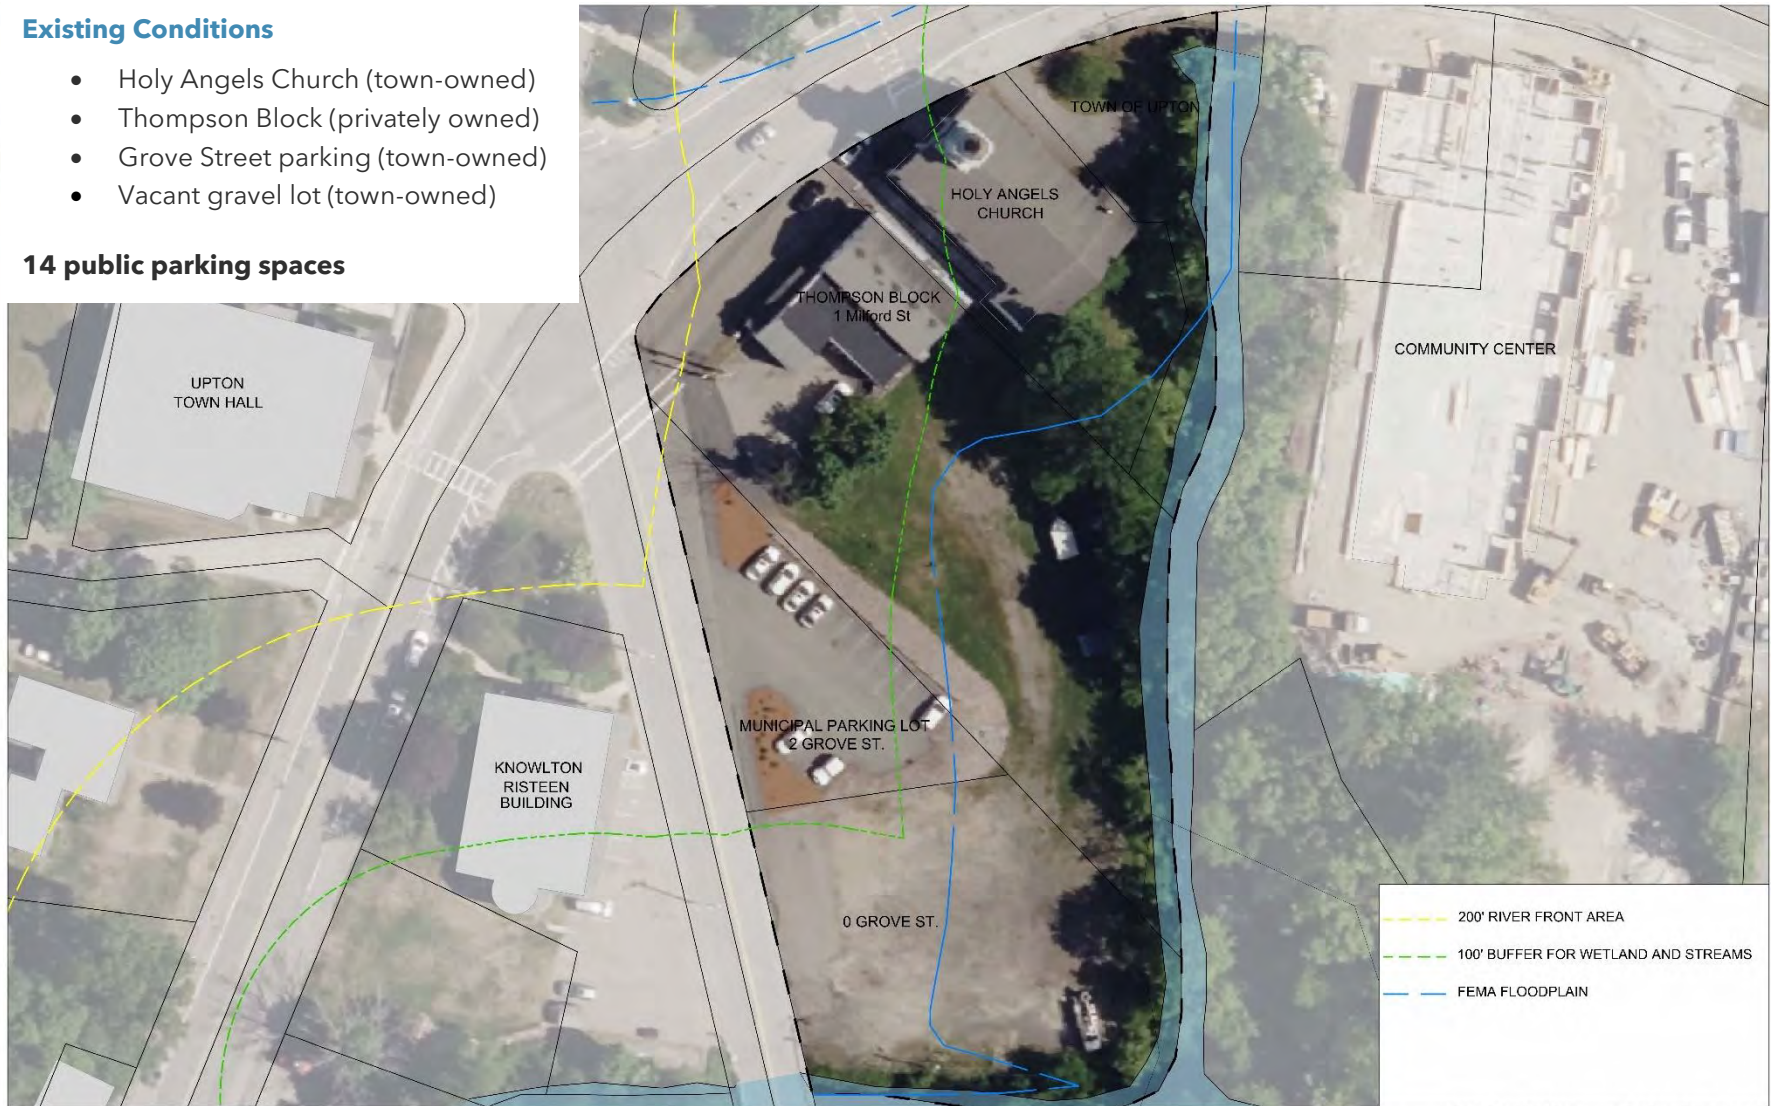 Existing Conditions
• Holy Angels Church (town-owned)
• Thompson Block (privately owned)
• Grove Street parking (town-owned)
• Vacant gravel lot (town-owned)
14 public parking spaces
TOWN OF UPTON
HOLY ANGELS
CHURCH
THOMPSON BLOCK
1 Milford St
COMMUNITY CENTER
UPTON
TOWN HALL
MUNICIPAL PARKING LOT
2 GROVE ST.
KNOWLTON
RISTEEN
BUILDING
0 GROVE ST.
200' RIVER FRONT AREA
100' BUFFER FOR WETLAND AND STREAMS
FEMA FLOODPLAIN